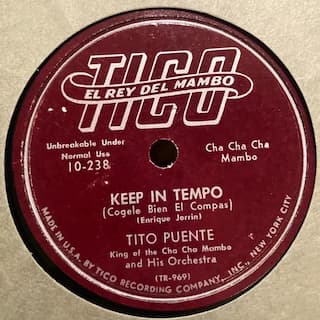 TICO
EL REY DEL MAMBO
Unbreakable Under
Normal Use
10-238
Cha Cha Cha
Mambo
KEEP IN TEMPO
(Cogele Bien El Compas)
(Enrique Jorrin)
TITO PUENTE
King of the Cha Cha Mambo
and His Orchestra
(TR-969)
MADE IN U.S.A. BY TICO RECORDING COMPANY, INC., NEW YORK CITY